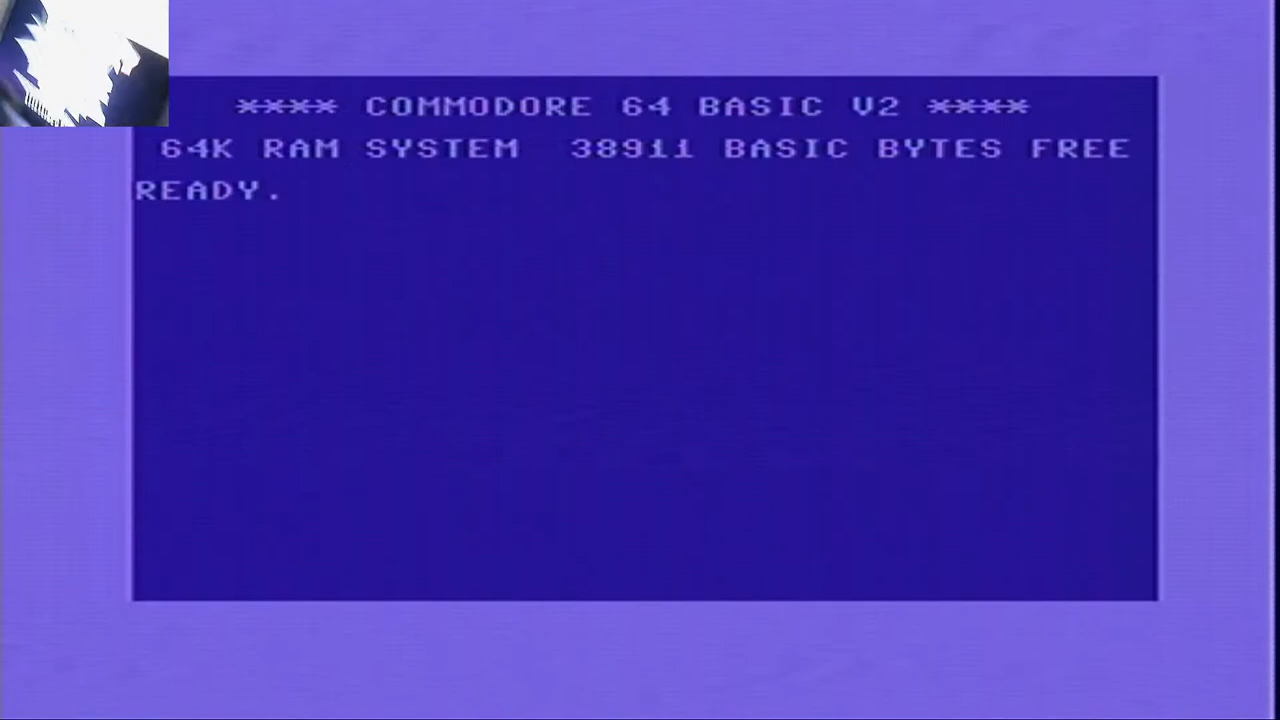 **** COMMODORE 64 BASIC V2 ****
64K RAM SYSTEM  38911 BASIC BYTES FREE
READY.